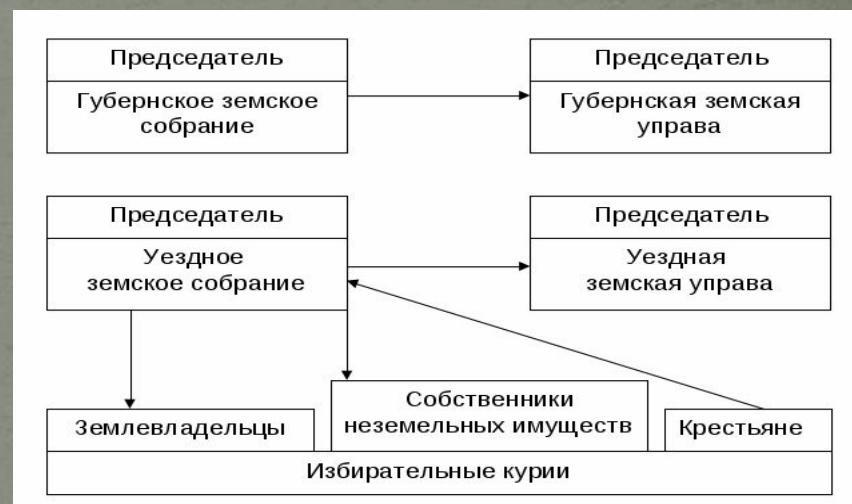 Председатель
Губернское земское
собрание
Председатель
Губернская земская
управа
Председатель
Уездное
земское собрание
Председатель
Уездная
земская управа
Землевладельцы
Собственники
неземельных имуществ
Крестьяне
Избирательные курии